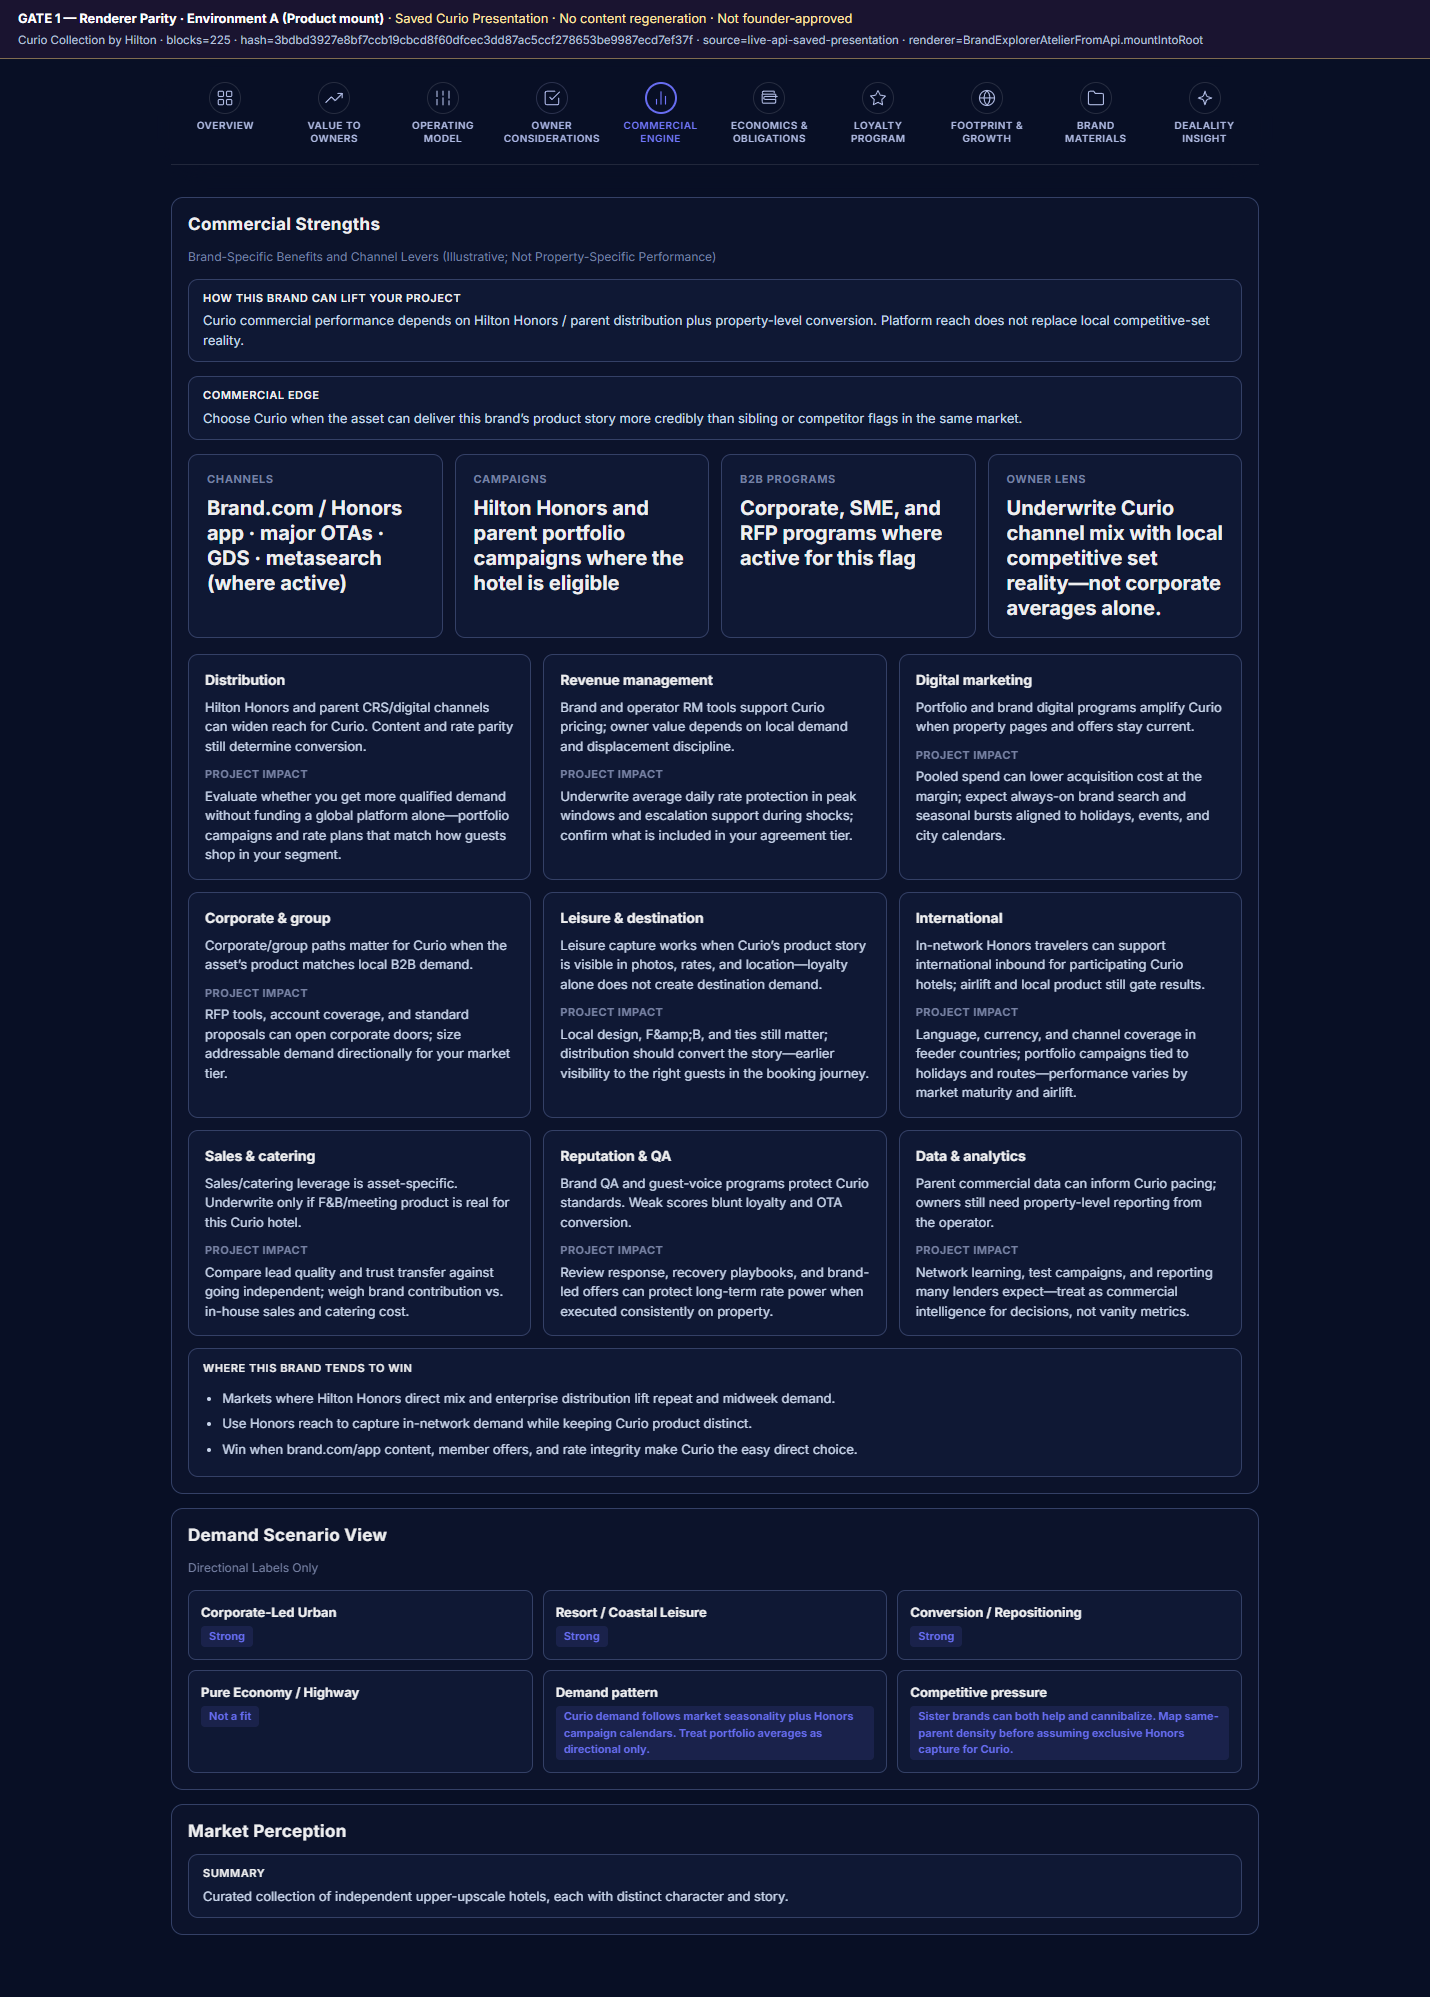 GATE 1 — Renderer Parity · Environment A (Product mount) · Saved Curio Presentation · No content regeneration · Not founder-approved
Curio Collection by Hilton · blocks=225 · hash=3bdbd3927e8bf7ccb19cbcd8f60dfcec3dd87ac5ccf278653be9987ecd7ef37f · source=live-api-saved-presentation · renderer=BrandExplorerAtelierFromApi.mountIntoRoot
OVERVIEW
VALUE TO
OWNERS
OPERATING
MODEL
OWNER
CONSIDERATIONS
COMMERCIAL
ENGINE
ECONOMICS &
OBLIGATIONS
LOYALTY
PROGRAM
FOOTPRINT &
GROWTH
BRAND
MATERIALS
DEALALITY
INSIGHT
Commercial Strengths
Brand-Specific Benefits and Channel Levers (Illustrative; Not Property-Specific Performance)
HOW THIS BRAND CAN LIFT YOUR PROJECT
Curio commercial performance depends on Hilton Honors / parent distribution plus property-level conversion. Platform reach does not replace local competitive-set
reality.
COMMERCIAL EDGE
Choose Curio when the asset can deliver this brand's product story more credibly than sibling or competitor flags in the same market.
CHANNELS
Brand.com / Honors
app · major OTAs ·
GDS · metasearch
(where active)
CAMPAIGNS
Hilton Honors and
parent portfolio
campaigns where the
hotel is eligible
B2B PROGRAMS
Corporate, SME, and
RFP programs where
active for this flag
OWNER LENS
Underwrite Curio
channel mix with local
competitive set
reality—not corporate
averages alone.
Distribution
Hilton Honors and parent CRS/digital channels
can widen reach for Curio. Content and rate parity
still determine conversion.
PROJECT IMPACT
Evaluate whether you get more qualified demand
without funding a global platform alone—portfolio
campaigns and rate plans that match how guests
shop in your segment.
Revenue management
Brand and operator RM tools support Curio
pricing; owner value depends on local demand
and displacement discipline.
PROJECT IMPACT
Underwrite average daily rate protection in peak
windows and escalation support during shocks;
confirm what is included in your agreement tier.
Digital marketing
Portfolio and brand digital programs amplify Curio
when property pages and offers stay current.
PROJECT IMPACT
Pooled spend can lower acquisition cost at the
margin; expect always-on brand search and
seasonal bursts aligned to holidays, events, and
city calendars.
Corporate & group
Corporate/group paths matter for Curio when the
asset's product matches local B2B demand.
PROJECT IMPACT
RFP tools, account coverage, and standard
proposals can open corporate doors; size
addressable demand directionally for your market
tier.
Leisure & destination
Leisure capture works when Curio's product story
is visible in photos, rates, and location—loyalty
alone does not create destination demand.
PROJECT IMPACT
Local design, F&amp;B, and ties still matter;
distribution should convert the story—earlier
visibility to the right guests in the booking journey.
International
In-network Honors travelers can support
international inbound for participating Curio
hotels; airlift and local product still gate results.
PROJECT IMPACT
Language, currency, and channel coverage in
feeder countries; portfolio campaigns tied to
holidays and routes—performance varies by
market maturity and airlift.
Sales & catering
Sales/catering leverage is asset-specific.
Underwrite only if F&B/meeting product is real for
this Curio hotel.
PROJECT IMPACT
Compare lead quality and trust transfer against
going independent; weigh brand contribution vs.
in-house sales and catering cost.
Reputation & QA
Brand QA and guest-voice programs protect Curio
standards. Weak scores blunt loyalty and OTA
conversion.
PROJECT IMPACT
Review response, recovery playbooks, and brand-
led offers can protect long-term rate power when
executed consistently on property.
Data & analytics
Parent commercial data can inform Curio pacing;
owners still need property-level reporting from
the operator.
PROJECT IMPACT
Network learning, test campaigns, and reporting
many lenders expect—treat as commercial
intelligence for decisions, not vanity metrics.
WHERE THIS BRAND TENDS TO WIN
• Markets where Hilton Honors direct mix and enterprise distribution lift repeat and midweek demand.
• Use Honors reach to capture in-network demand while keeping Curio product distinct.
• Win when brand.com/app content, member offers, and rate integrity make Curio the easy direct choice.
Demand Scenario View
Directional Labels Only
Corporate-Led Urban
Strong
Resort / Coastal Leisure
Strong
Conversion / Repositioning
Strong
Pure Economy / Highway
Not a fit
Demand pattern
Curio demand follows market seasonality plus Honors
campaign calendars. Treat portfolio averages as
directional only.
Competitive pressure
Sister brands can both help and cannibalize. Map same-
parent density before assuming exclusive Honors
capture for Curio.
Market Perception
SUMMARY
Curated collection of independent upper-upscale hotels, each with distinct character and story.